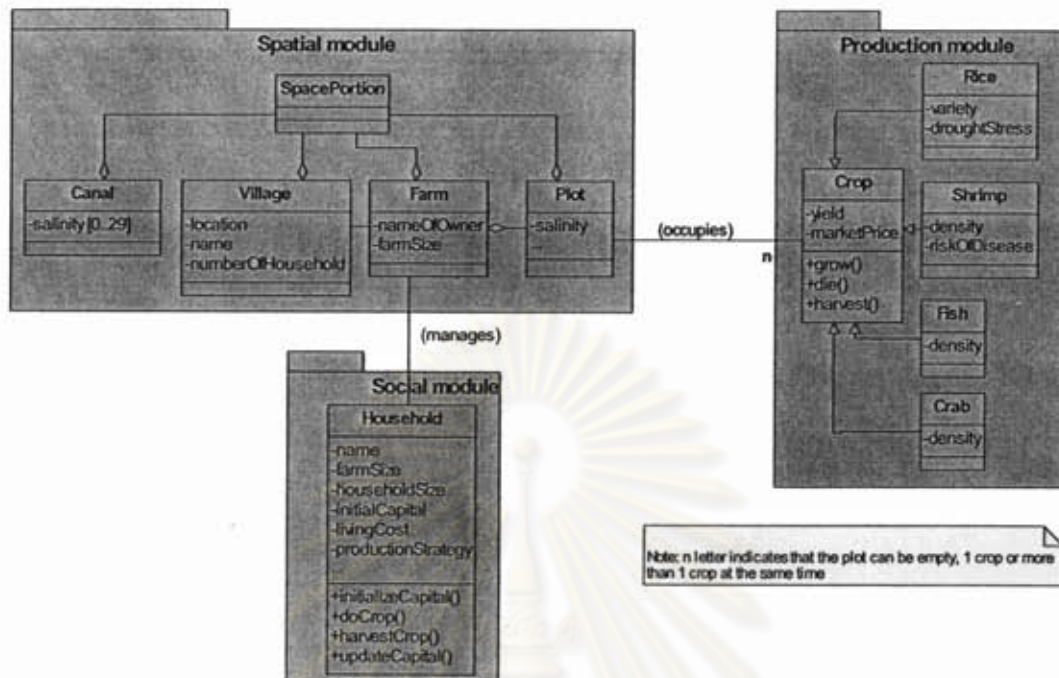 Spatial module
SpacePortion
Canal
-salinity[0..29]
Village
-location
-name
-numberOfHousehold
Farm
-nameOfOwner
-farmSize
Plot
-salinity
...
(occupies)
n
(manages)
Production module
Rice
-variety
-droughtStress
Crop
-yield
-marketPrice
+grow()
+die()
+harvest()
Shrimp
-density
-riskOfDisease
Fish
-density
Crab
-density
Social module
Household
-name
-farmSize
-householdSize
-initialCapital
-livingCost
-productionStrategy
+initializeCapital()
+doCrop()
+harvestCrop()
+updateCapital()
Note: n letter indicates that the plot can be empty, 1 crop or more
than 1 crop at the same time